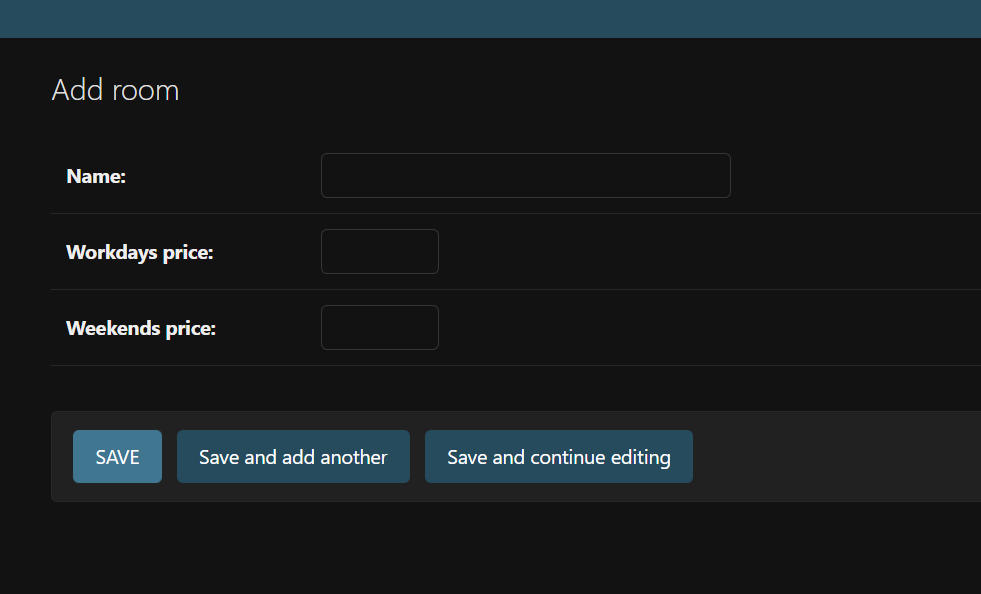 Add room
Name:
Workdays price:
Weekends price:
SAVE Save and add another Save and continue editing